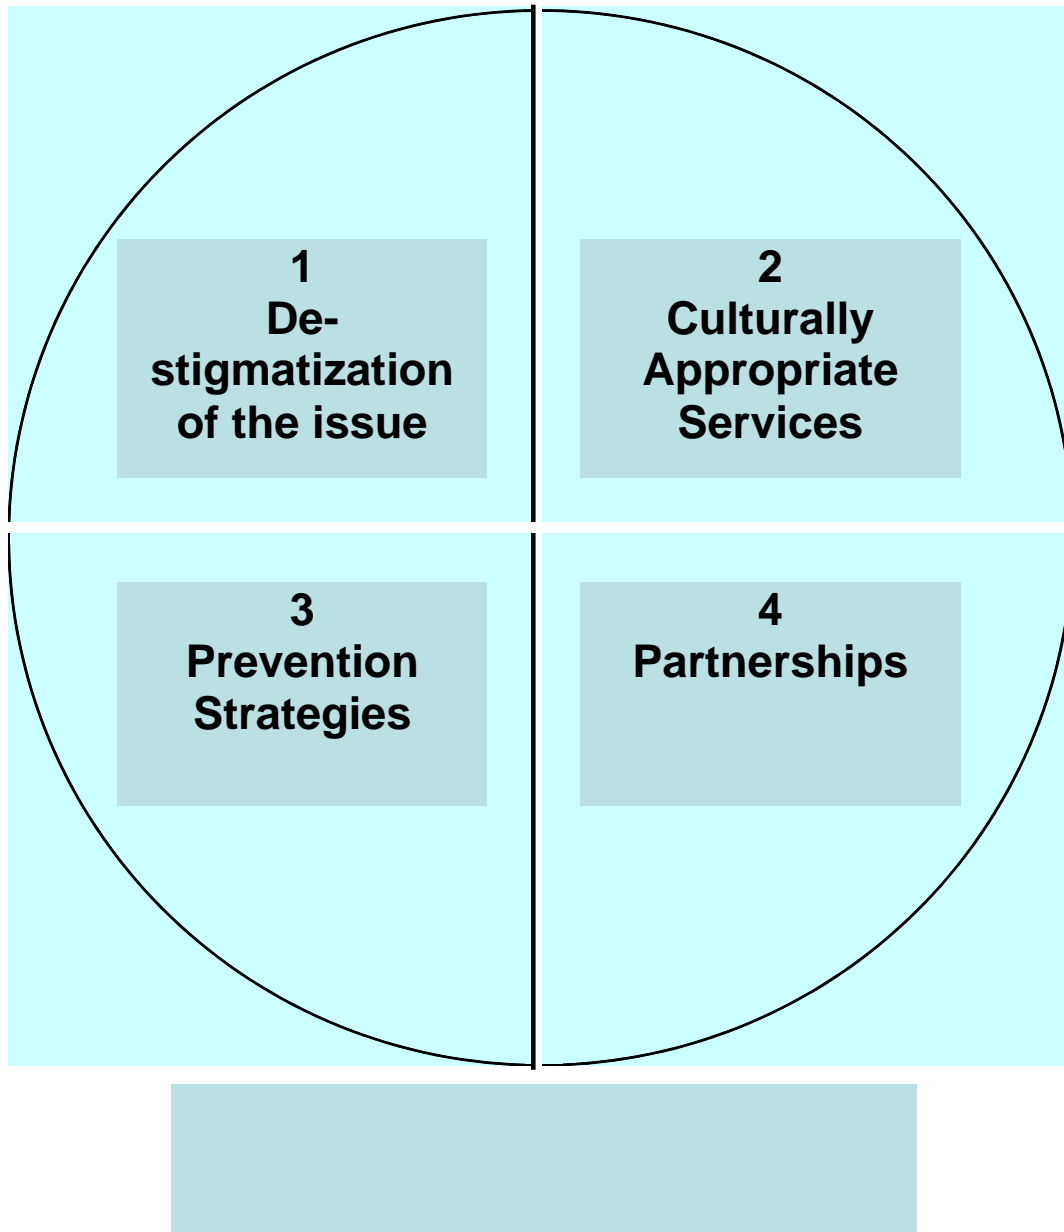 1
De-
stigmatization
of the issue
2
Culturally
Appropriate
Services
3
Prevention
Strategies
4
Partnerships